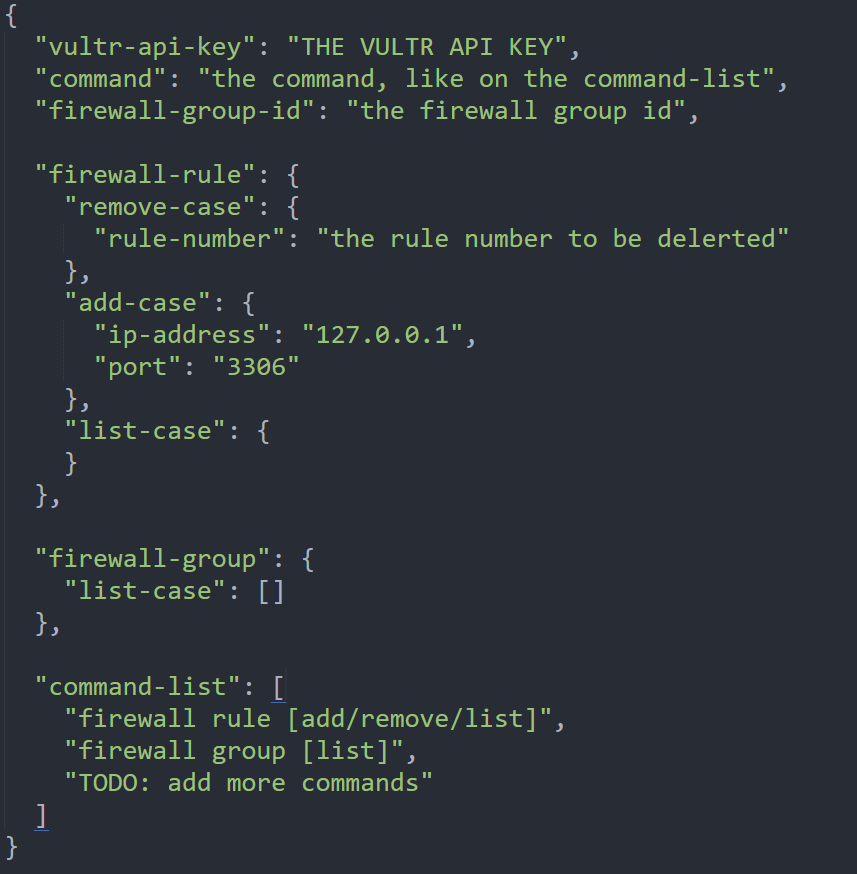 {
  "vultr-api-key": "THE VULTR API KEY",
  "command": "the command, like on the command-list",
  "firewall-group-id": "the firewall group id",

  "firewall-rule": {
    "remove-case": {
      "rule-number": "the rule number to be delerted"
    },
    "add-case": {
      "ip-address": "127.0.0.1",
      "port": "3306"
    },
    "list-case": {
    }
  },

  "firewall-group": {
    "list-case": []
  },

  "command-list": [
    "firewall rule [add/remove/list]",
    "firewall group [list]",
    "TODO: add more commands"
  ]
}